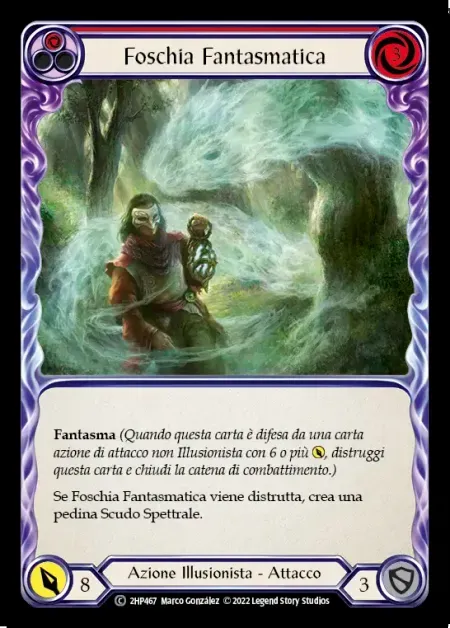 Foschia Fantasmatica
3
Fantasma (Quando questa carta è difesa da una carta
azione di attacco non Illusionista con 6 o più , distruggi
questa carta e chiudi la catena di combattimento.)
Se Foschia Fantasmatica viene distrutta, crea una
pedina Scudo Spettrale.
8
Azione Illusionista - Attacco
3
C 2HP467 Marco González © 2022 Legend Story Studios